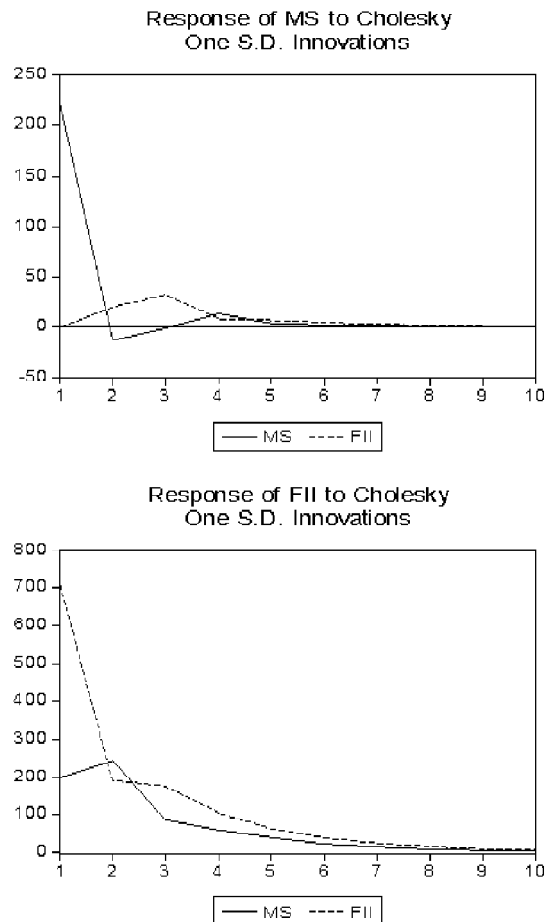 Response of MS to Cholesky
One S.D. Innovations
250
200
150
100
50
0
-50
1 2 3 4 5 6 7 8 9 10
MS FII
Response of FII to Cholesky
One S.D. Innovations
800
700
600
500
400
300
200
100
0
1 2 3 4 5 6 7 8 9 10
MS FII